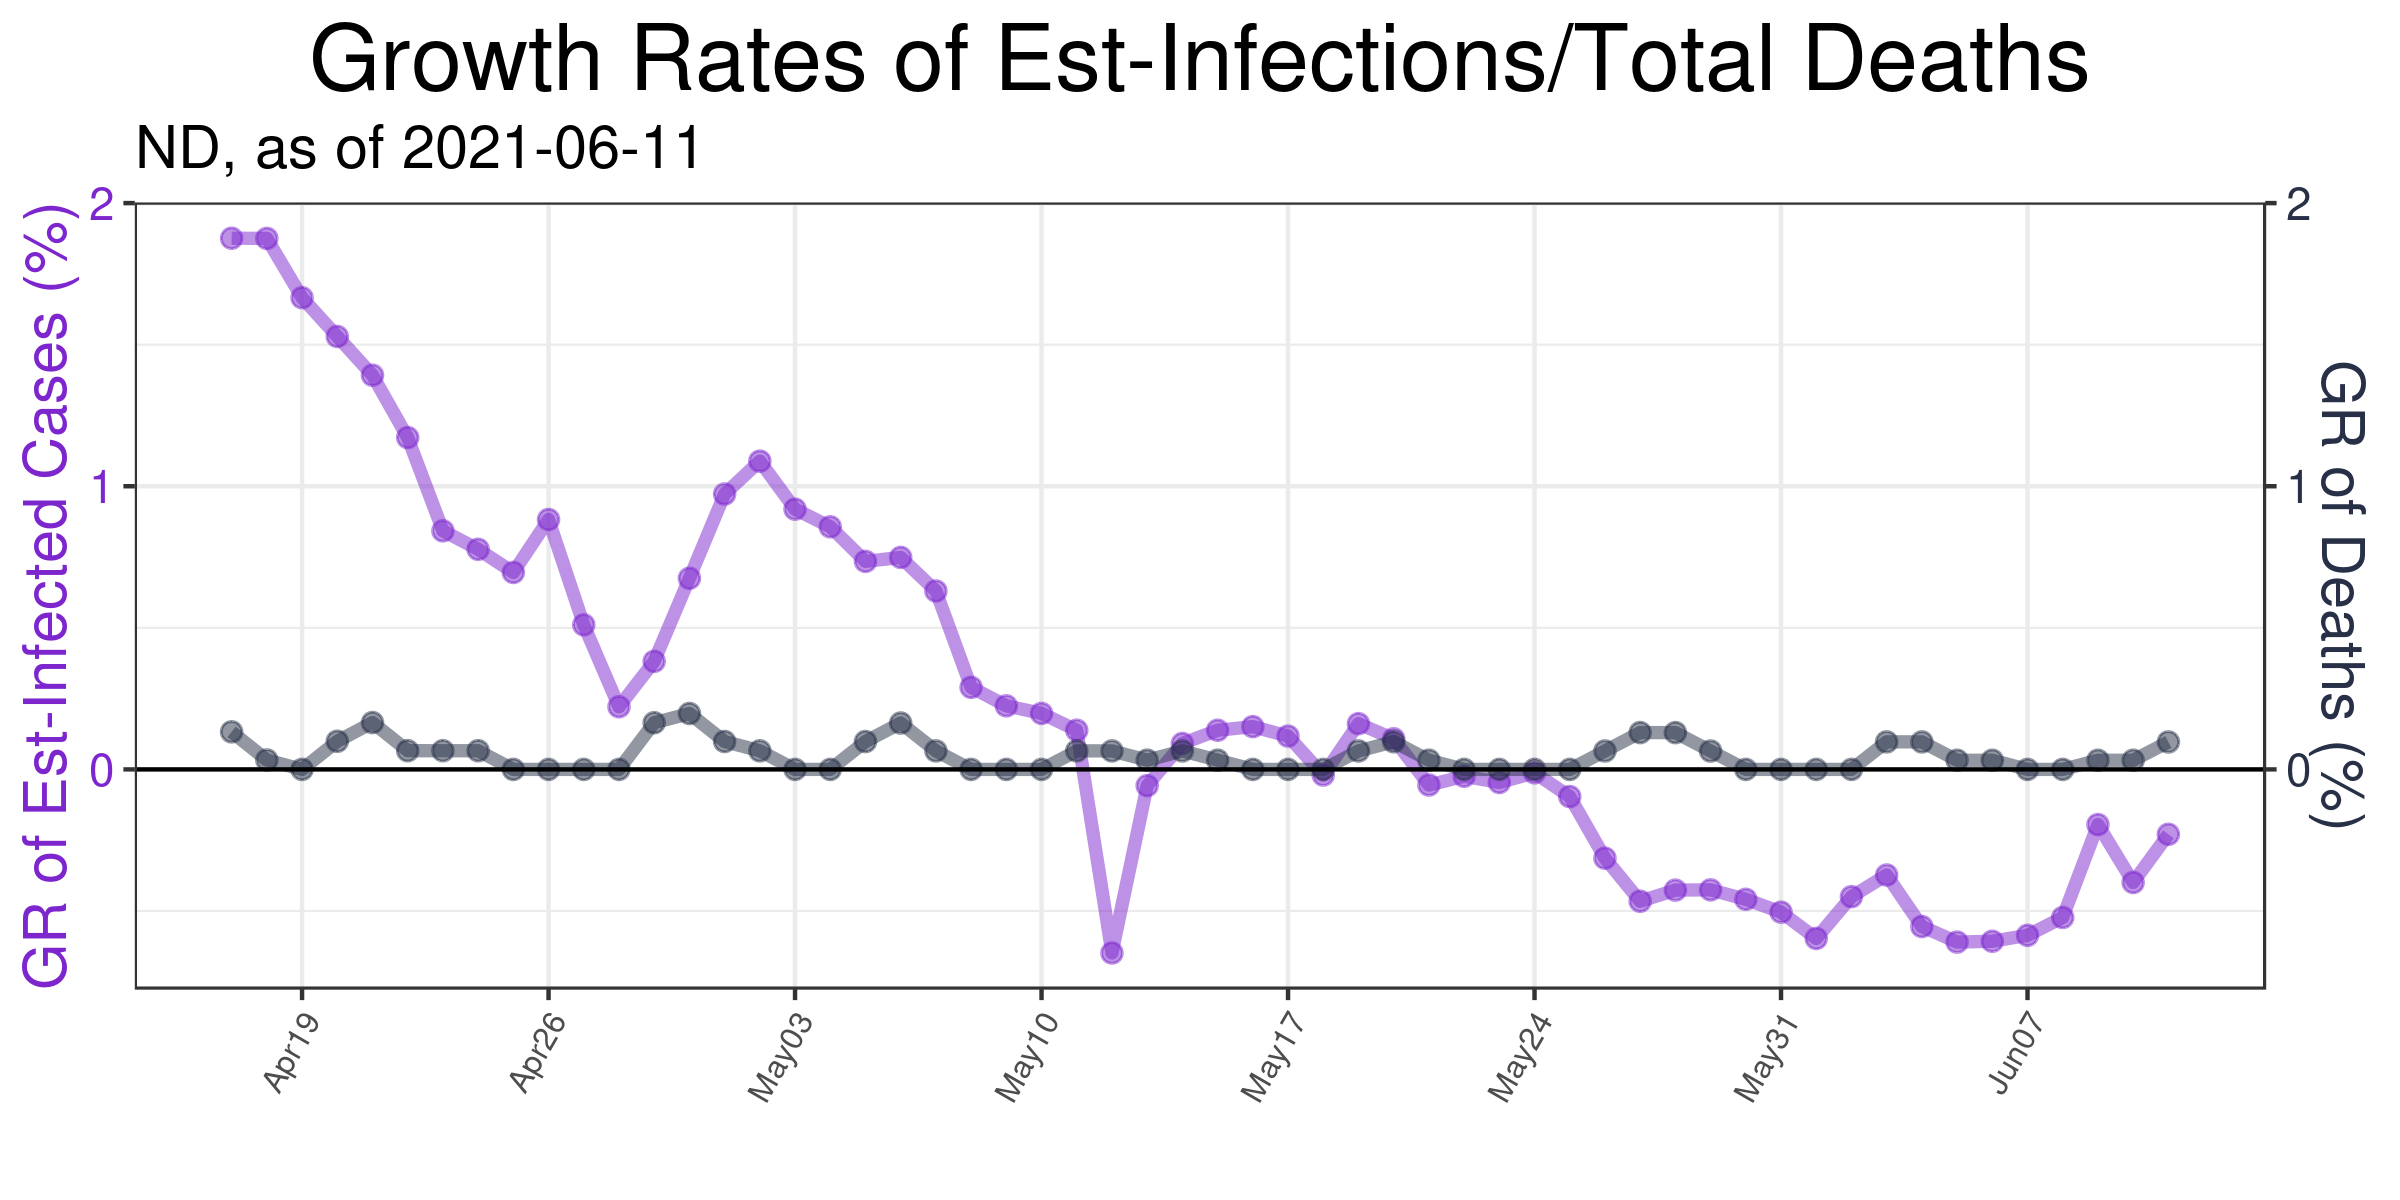 Growth Rates of Est-Infections/Total Deaths
ND, as of 2021-06-11
GR of Est-Infected Cases (%)
2
1
0
2
1
0
GR of Deaths (%)
Apr19
Apr26
May03
May10
May17
May24
May31
Jun07